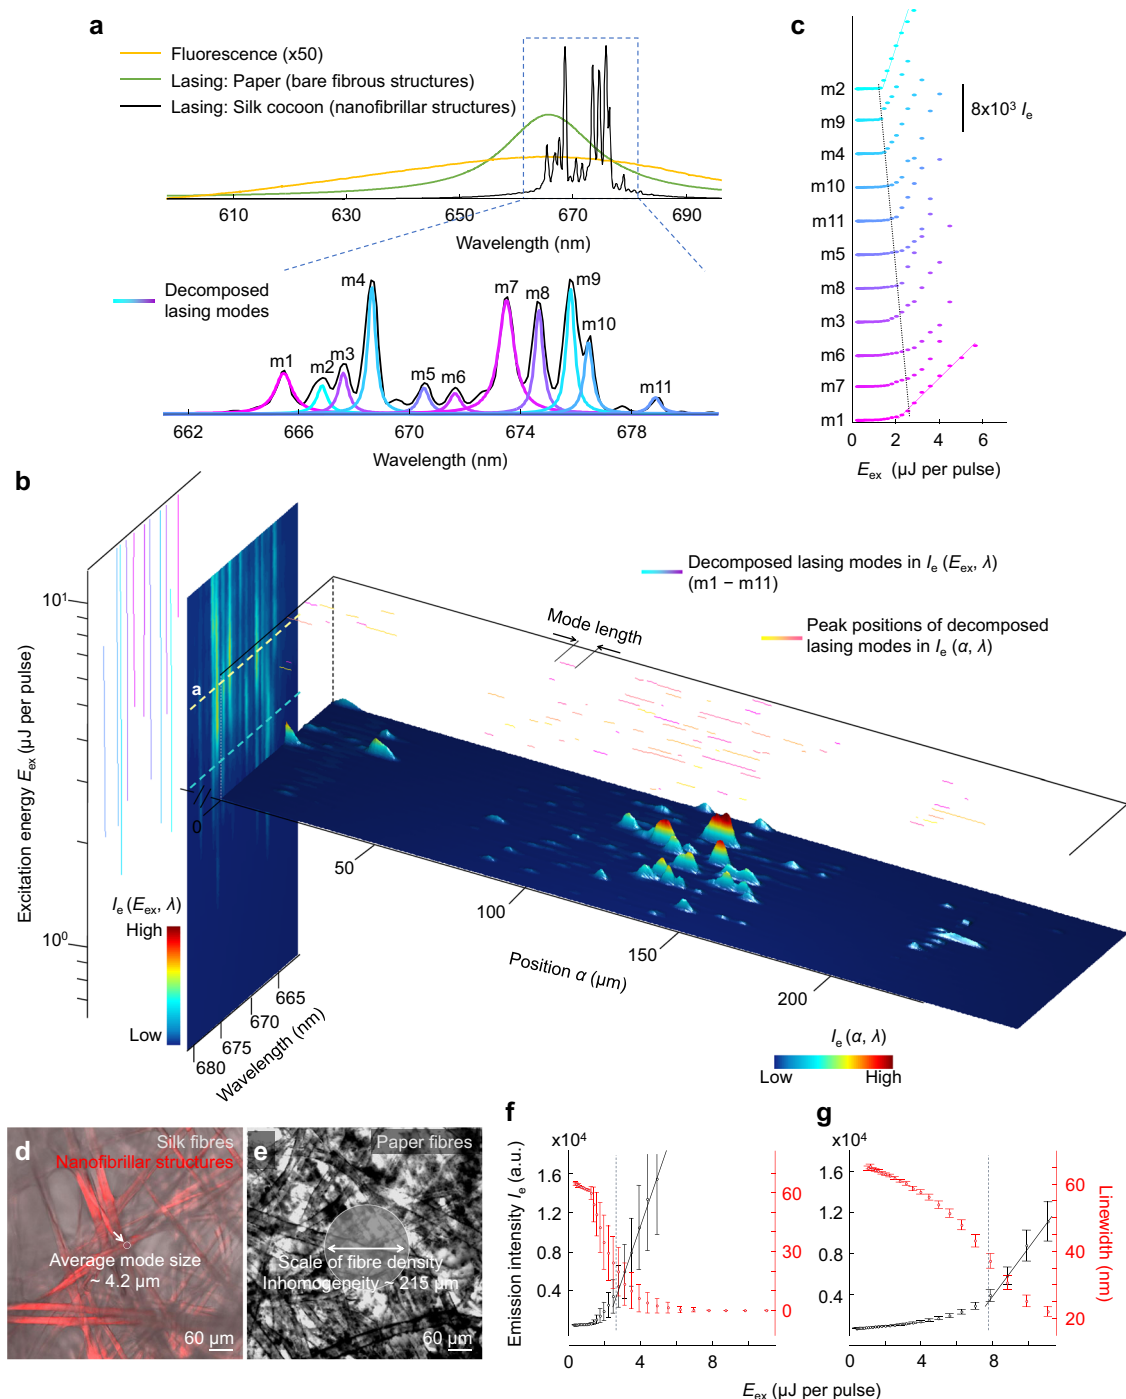 a
Fluorescence (x50)
Lasing: Paper (bare fibrous structures)
Lasing: Silk cocoon (nanofibrillar structures)
610 630 650 670 690
Wavelength (nm)
Decomposed
lasing modes
m1 m2 m3 m4 m5 m6 m7 m8 m9 m10 m11
662 666 670 674 678
Wavelength (nm)
c
m2
m9
m4
m10
m11
m5
m8
m3
m6
m7
m1
8x10³ Iₑ
0 2 4 6
Eₑₓ (µJ per pulse)
b
Decomposed lasing modes in Iₑ (Eₑₓ, λ)
(m1 − m11)
Peak positions of decomposed
lasing modes in Iₑ (α, λ)
Mode length
a
10¹
10⁰
Excitation energy Eₑₓ (µJ per pulse)
Iₑ (Eₑₓ, λ)
High
Low
680 675 670 665
Wavelength (nm)
0 50 100 150 200
Position α (µm)
Iₑ (α, λ)
Low High
d
Silk fibres
Nanofibrillar structures
Average mode size
~ 4.2 µm
60 µm
e
Paper fibres
Scale of fibre density
Inhomogeneity ~ 215 µm
60 µm
f
x10⁴
1.6
1.2
0.8
0.4
Emission intensity Iₑ (a.u.)
60
30
0
0 4 8
g
x10⁴
1.6
1.2
0.8
0.4
60
50
40
30
20
Linewidth (nm)
0 4 8
Eₑₓ (µJ per pulse)